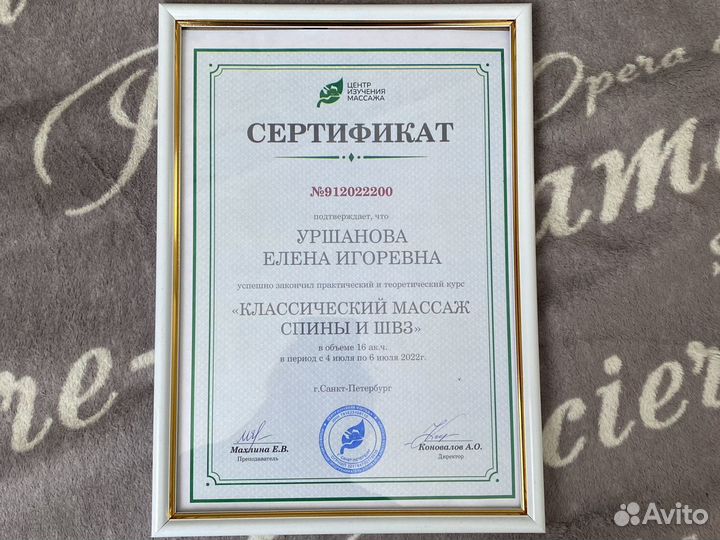 ЦЕНТР
ИЗУЧЕНИЯ
МАССАЖА
СЕРТИФИКАТ
№912022200
подтверждает, что
УРШАНОВА
ЕЛЕНА ИГОРЕВНА
успешно закончил практический и теоретический курс
«КЛАССИЧЕСКИЙ МАССАЖ
СПИНЫ И ШВЗ»
в объеме 16 ак.ч.
в период с 4 июля по 6 июля 2022г.
г.Санкт-Петербург
Махлина Е.В.
Преподаватель
Коновалов А.О.
Директор
Opera
Avito